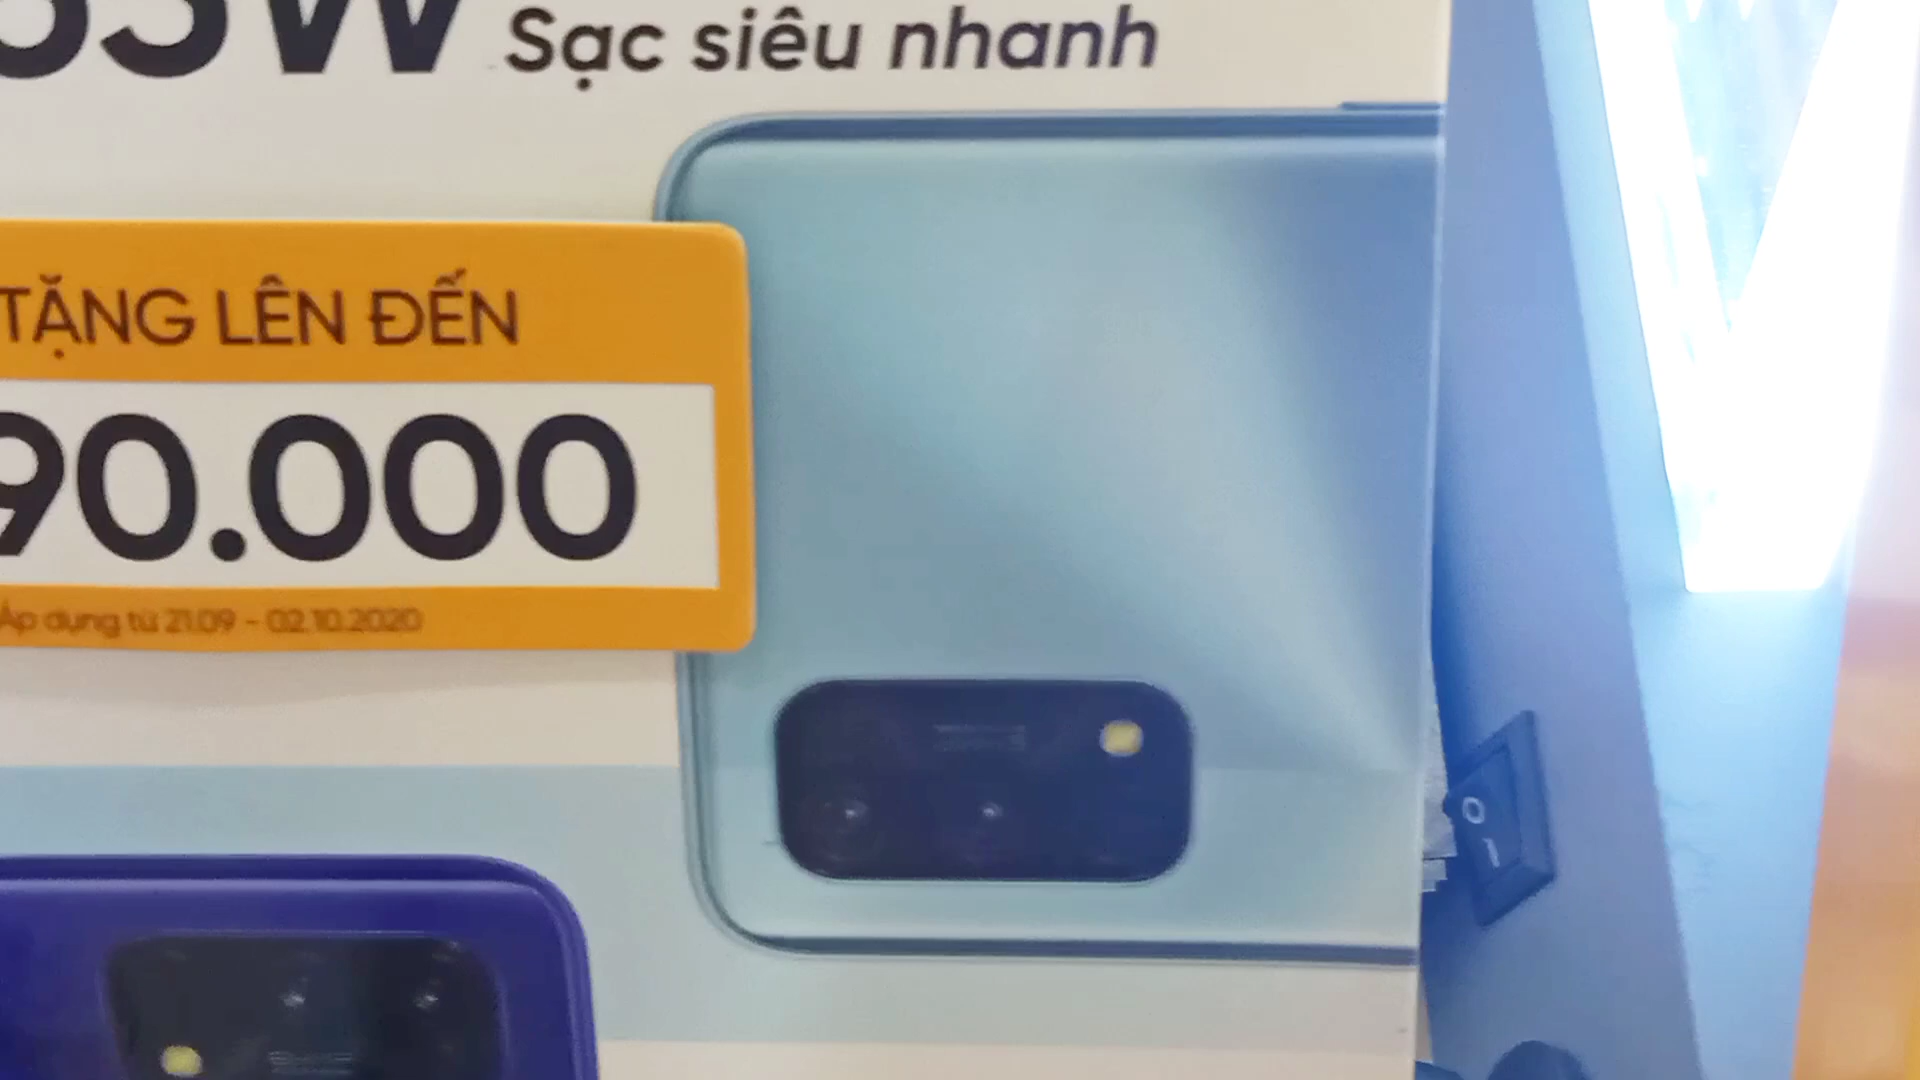 Sạc siêu nhanh
TẶNG LÊN ĐẾN
90.000
Áp dụng từ 21.09 - 02.10.2020